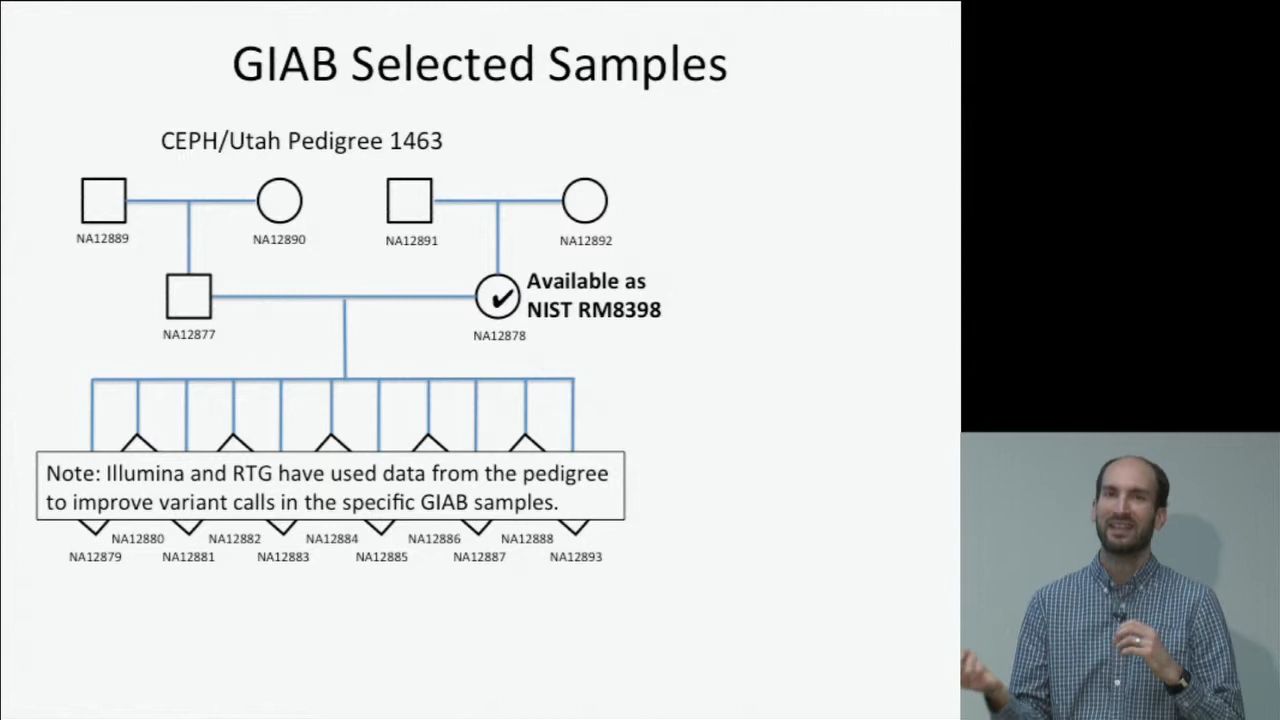 GIAB Selected Samples
CEPH/Utah Pedigree 1463
NA12889
NA12890
NA12891
NA12892
Available as
NIST RM8398
NA12877
NA12878
Note: Illumina and RTG have used data from the pedigree
to improve variant calls in the specific GIAB samples.
NA12880
NA12882
NA12884
NA12886
NA12888
NA12879
NA12881
NA12883
NA12885
NA12887
NA12893